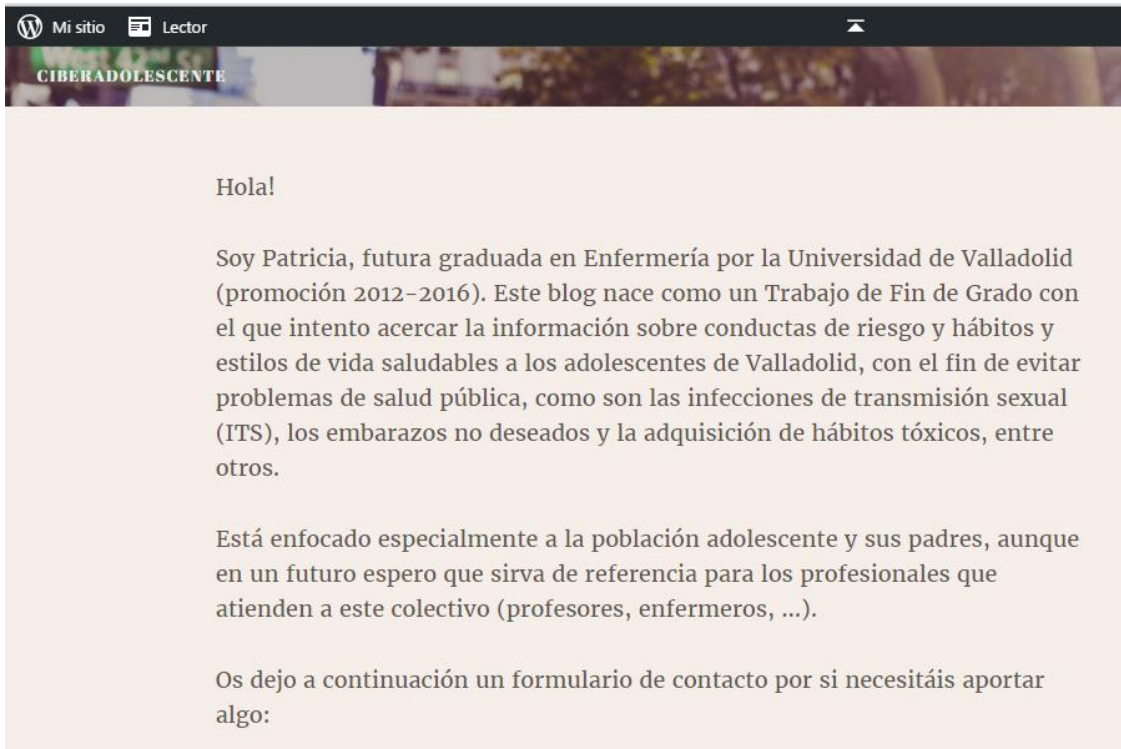 Mi sitio Lector
West 42nd St
CIBERADOLESCENTE
Hola!
Soy Patricia, futura graduada en Enfermería por la Universidad de Valladolid
(promoción 2012-2016). Este blog nace como un Trabajo de Fin de Grado con
el que intento acercar la información sobre conductas de riesgo y hábitos y
estilos de vida saludables a los adolescentes de Valladolid, con el fin de evitar
problemas de salud pública, como son las infecciones de transmisión sexual
(ITS), los embarazos no deseados y la adquisición de hábitos tóxicos, entre
otros.
Está enfocado especialmente a la población adolescente y sus padres, aunque
en un futuro espero que sirva de referencia para los profesionales que
atienden a este colectivo (profesores, enfermeros, ...).
Os dejo a continuación un formulario de contacto por si necesitáis aportar
algo: